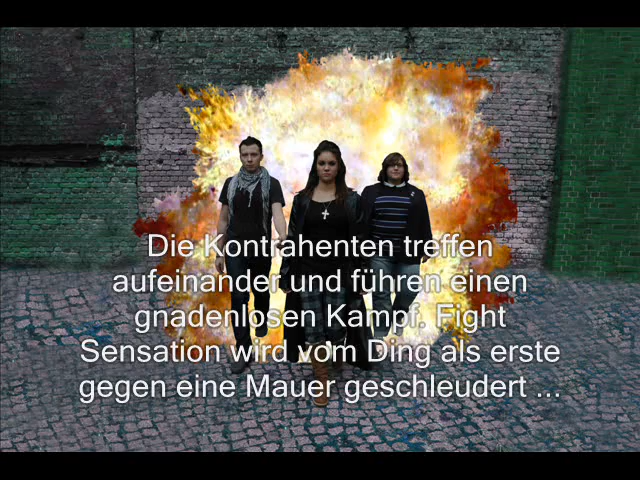 Die Kontrahenten treffen
aufeinander und führen einen
gnadenlosen Kampf. Fight
Sensation wird vom Ding als erste
gegen eine Mauer geschleudert ...